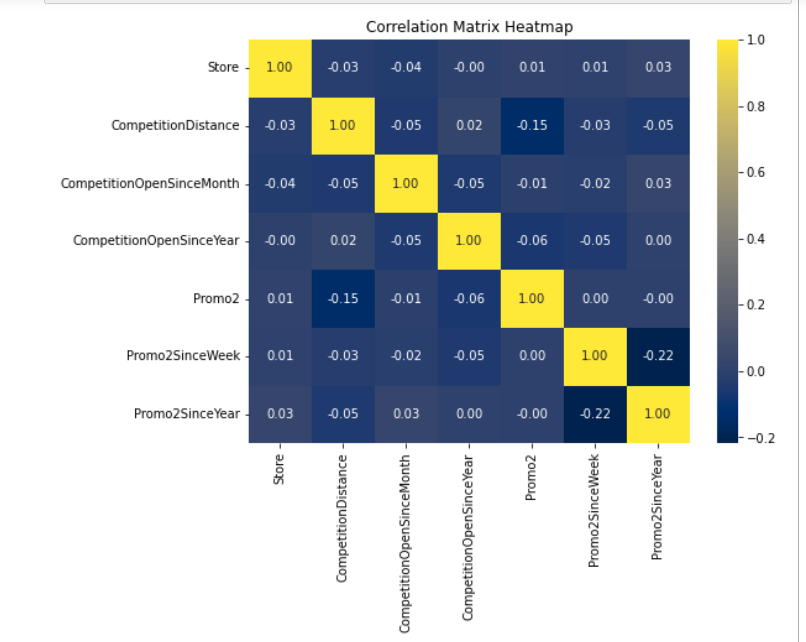 Correlation Matrix Heatmap
Store 1.00 -0.03 -0.04 -0.00 0.01 0.01 0.03
CompetitionDistance -0.03 1.00 -0.05 0.02 -0.15 -0.03 -0.05
CompetitionOpenSinceMonth -0.04 -0.05 1.00 -0.05 -0.01 -0.02 0.03
CompetitionOpenSinceYear -0.00 0.02 -0.05 1.00 -0.06 -0.05 0.00
Promo2 0.01 -0.15 -0.01 -0.06 1.00 0.00 -0.00
Promo2SinceWeek 0.01 -0.03 -0.02 -0.05 0.00 1.00 -0.22
Promo2SinceYear 0.03 -0.05 0.03 0.00 -0.00 -0.22 1.00
Store
CompetitionDistance
CompetitionOpenSinceMonth
CompetitionOpenSinceYear
Promo2
Promo2SinceWeek
Promo2SinceYear
1.0
0.8
0.6
0.4
0.2
0.0
−0.2